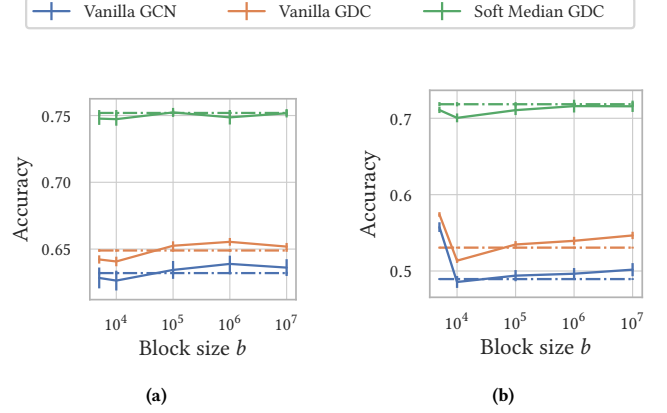 Vanilla GCN Vanilla GDC Soft Median GDC
0.75
0.70
0.65
Accuracy
10^4 10^5 10^6 10^7
Block size b
(a)
0.7
0.6
0.5
Accuracy
10^4 10^5 10^6 10^7
Block size b
(b)